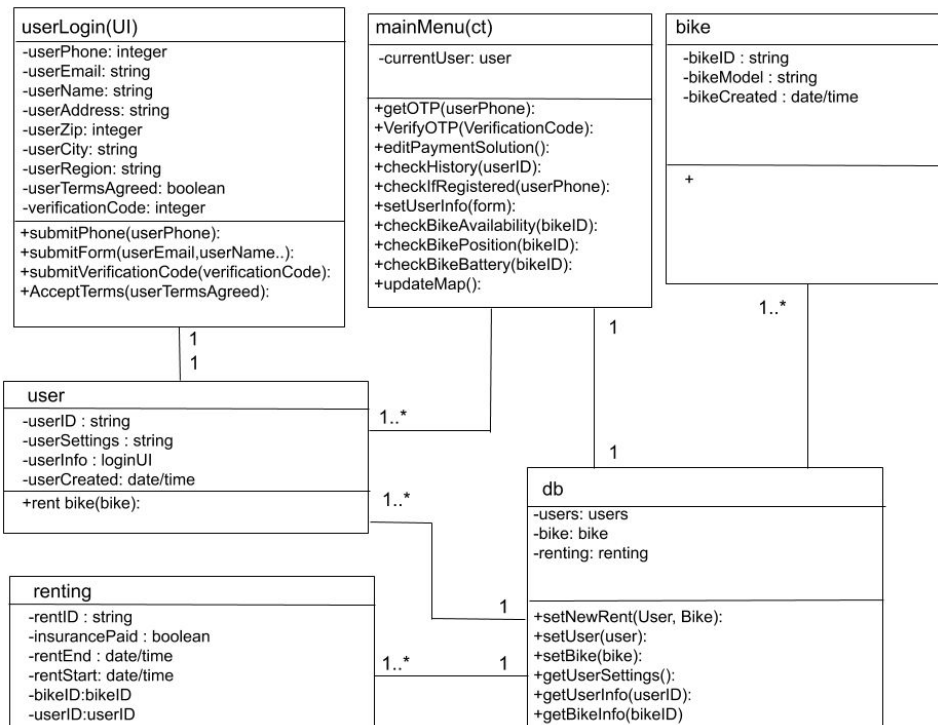 userLogin(UI)
-userPhone: integer
-userEmail: string
-userName: string
-userAddress: string
-userZip: integer
-userCity: string
-userRegion: string
-userTermsAgreed: boolean
-verificationCode: integer
+submitPhone(userPhone):
+submitForm(userEmail,userName..):
+submitVerificationCode(verificationCode):
+AcceptTerms(userTermsAgreed):
mainMenu(ct)
-currentUser: user
+getOTP(userPhone):
+VerifyOTP(VerificationCode):
+editPaymentSolution():
+checkHistory(userID):
+checkIfRegistered(userPhone):
+setUserInfo(form):
+checkBikeAvailability(bikeID):
+checkBikePosition(bikeID):
+checkBikeBattery(bikeID):
+updateMap():
bike
-bikeID : string
-bikeModel : string
-bikeCreated : date/time
+
1
1
1..*
1
1
1..*
user
-userID : string
-userSettings : string
-userInfo : loginUI
-userCreated: date/time
+rent bike(bike):
1..*
1
db
-users: users
-bike: bike
-renting: renting
+setNewRent(User, Bike):
+setUser(user):
+setBike(bike):
+getUserSettings():
+getUserInfo(userID):
+getBikeInfo(bikeID)
renting
-rentID : string
-insurancePaid : boolean
-rentEnd : date/time
-rentStart: date/time
-bikeID:bikeID
-userID:userID
1..*
1